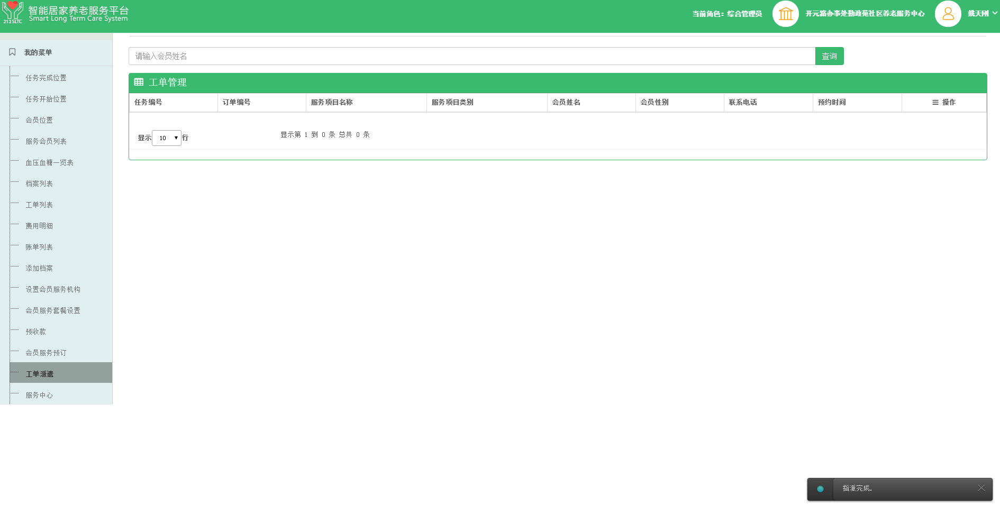 智能居家养老服务平台
Smart Long Term Care System
212SLTC
当前角色：综合管理员
开元路办事处勤政苑社区养老服务中心
姚天刚
我的菜单
任务完成位置
任务开始位置
会员位置
服务会员列表
血压血糖一览表
档案列表
工单列表
费用明细
账单列表
添加档案
设置会员服务机构
会员服务套餐设置
预收款
会员服务预订
工单派遣
服务中心
请输入会员姓名
查询
工单管理
任务编号 订单编号 服务项目名称 服务项目类别 会员姓名 会员性别 联系电话 预约时间 操作
显示 10 行
显示第 1 到 0 条 总共 0 条
指派完成.